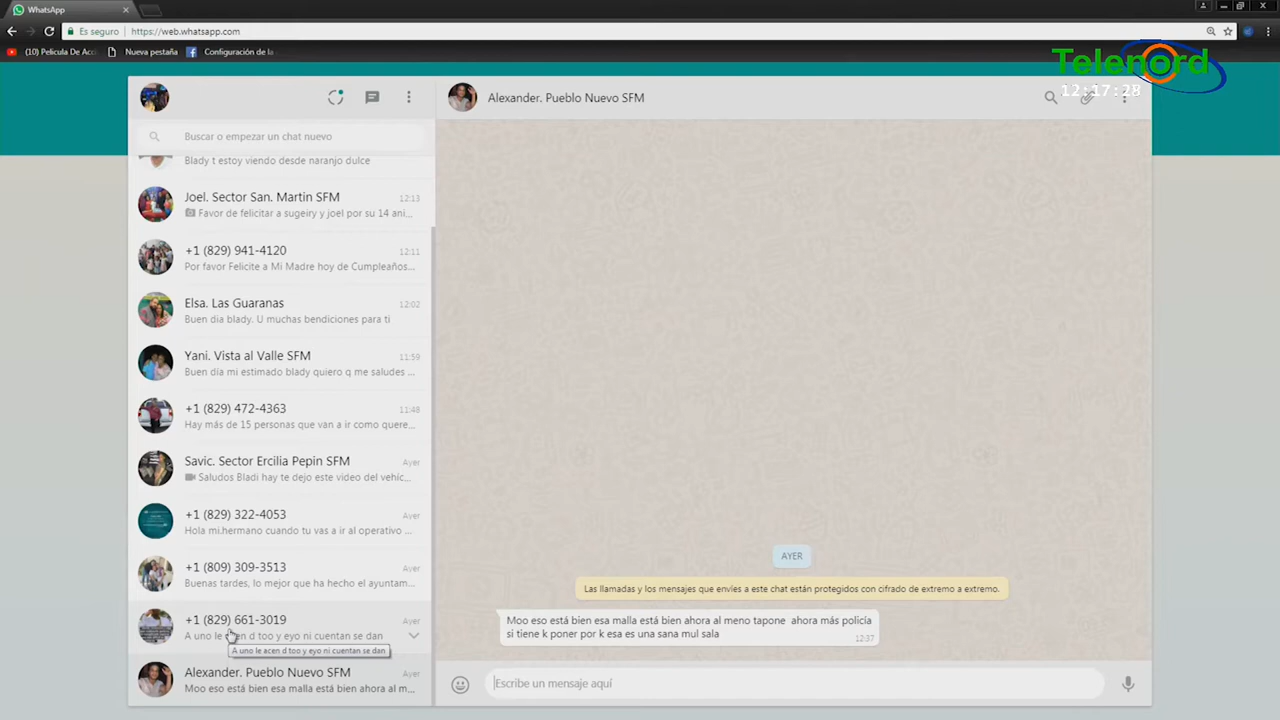 WhatsApp
Es seguro https://web.whatsapp.com
(10) Pelicula De Acci
Nueva pestaña
Configuración de la
Telenord
12:17:28
Alexander. Pueblo Nuevo SFM
Buscar o empezar un chat nuevo
Blady t estoy viendo desde naranjo dulce
Joel. Sector San. Martin SFM 12:13
Favor de felicitar a sugeiry y joel por su 14 ani...
+1 (829) 941-4120 12:11
Por favor Felicite a Mi Madre hoy de Cumpleaños...
Elsa. Las Guaranas 12:02
Buen dia blady. U muchas bendiciones para ti
Yani. Vista al Valle SFM 11:59
Buen día mi estimado blady quiero q me saludes ...
+1 (829) 472-4363 11:48
Hay más de 15 personas que van a ir como quere...
Savic. Sector Ercilia Pepin SFM Ayer
Saludos Bladi hay te dejo este video del vehíc...
+1 (829) 322-4053 Ayer
Hola mi.hermano cuando tu vas a ir al operativo ...
+1 (809) 309-3513 Ayer
Buenas tardes, lo mejor que ha hecho el ayuntam...
+1 (829) 661-3019 Ayer
A uno le acen d too y eyo ni cuentan se dan
A uno le acen d too y eyo ni cuentan se dan
Alexander. Pueblo Nuevo SFM Ayer
Moo eso está bien esa malla está bien ahora al m...
AYER
Las llamadas y los mensajes que envíes a este chat están protegidos con cifrado de extremo a extremo.
Moo eso está bien esa malla está bien ahora al meno tapone ahora más policía
si tiene k poner por k esa es una sana mul sala
12:37
Escribe un mensaje aquí